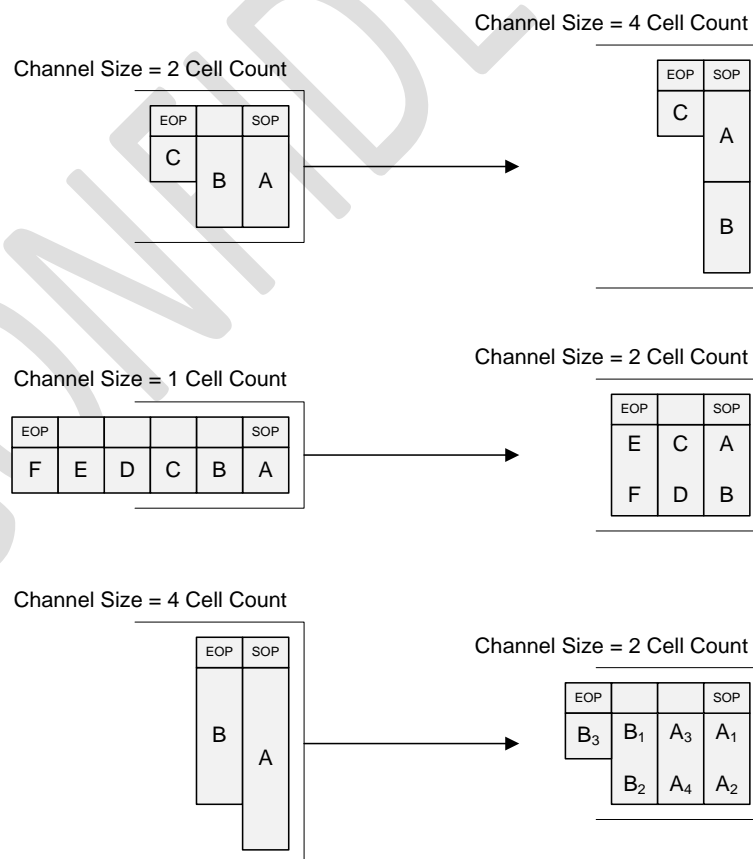 Channel Size = 4 Cell Count
Channel Size = 2 Cell Count
EOP SOP
C B A
EOP SOP
C A
B
Channel Size = 1 Cell Count
EOP SOP
F E D C B A
Channel Size = 2 Cell Count
EOP SOP
E C A
F D B
Channel Size = 4 Cell Count
EOP SOP
B A
Channel Size = 2 Cell Count
EOP SOP
B₃ B₁ A₃ A₁
B₂ A₄ A₂